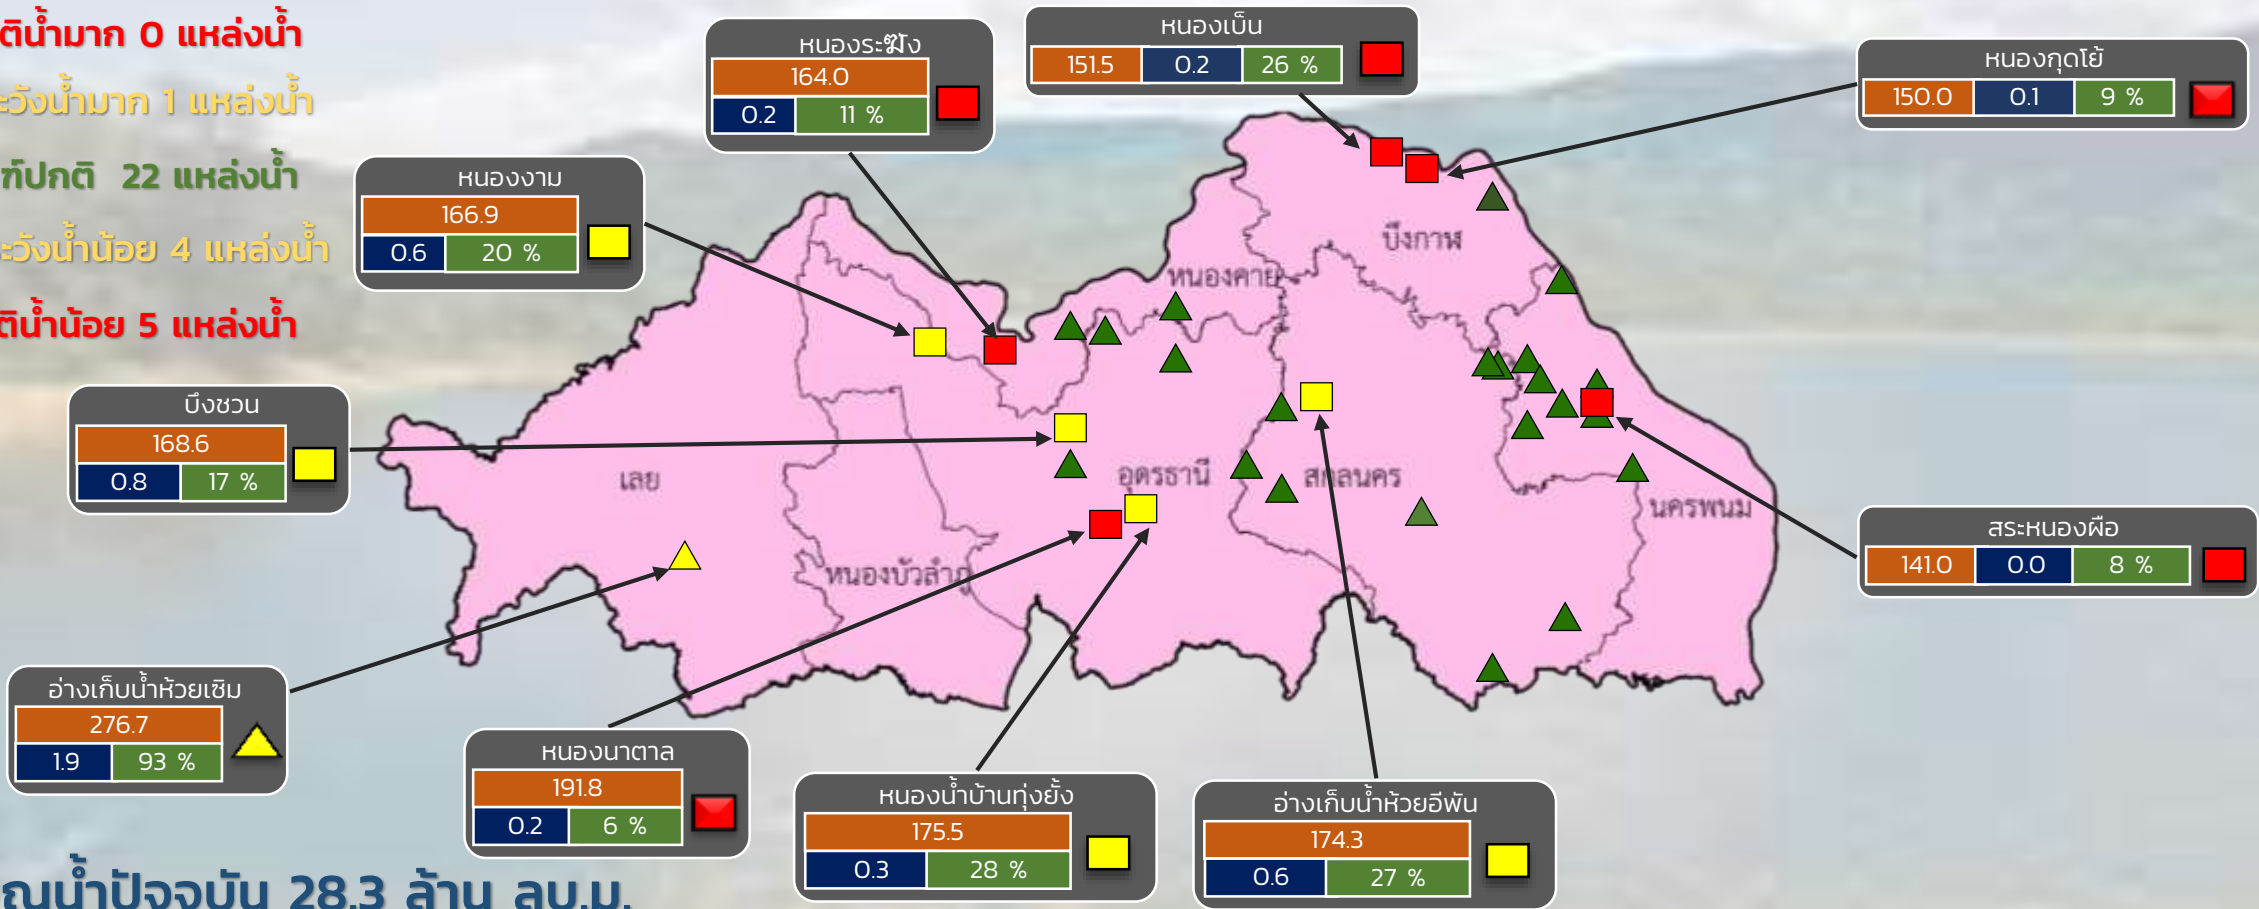 ติน้ำมาก 0 แหล่งน้ำ
ะวังน้ำมาก 1 แหล่งน้ำ
ฑ์ปกติ 22 แหล่งน้ำ
ะวังน้ำน้อย 4 แหล่งน้ำ
ติน้ำน้อย 5 แหล่งน้ำ
หนองงาม
166.9
0.6 20 %
164.0
0.2 11 %
หนองเบ็น
151.5 0.2 26 %
หนองกุดโย้
150.0 0.1 9 %
บึงชวน
168.6
0.8 17 %
อ่างเก็บน้ำห้วยเซิม
276.7
1.9 93 %
หนองนาตาล
191.8
0.2 6 %
หนองน้ำบ้านทุ่งยั้ง
175.5
0.3 28 %
อ่างเก็บน้ำห้วยอีพัน
174.3
0.6 27 %
สระหนองผือ
141.0 0.0 8 %
บึงกาฬ
หนองคาย
เลย
อุดรธานี
สกลนคร
นครพนม
หนองบัวลำภู
ณน้ำปัจจุบัน 28.3 ล้าน ลบ.ม.